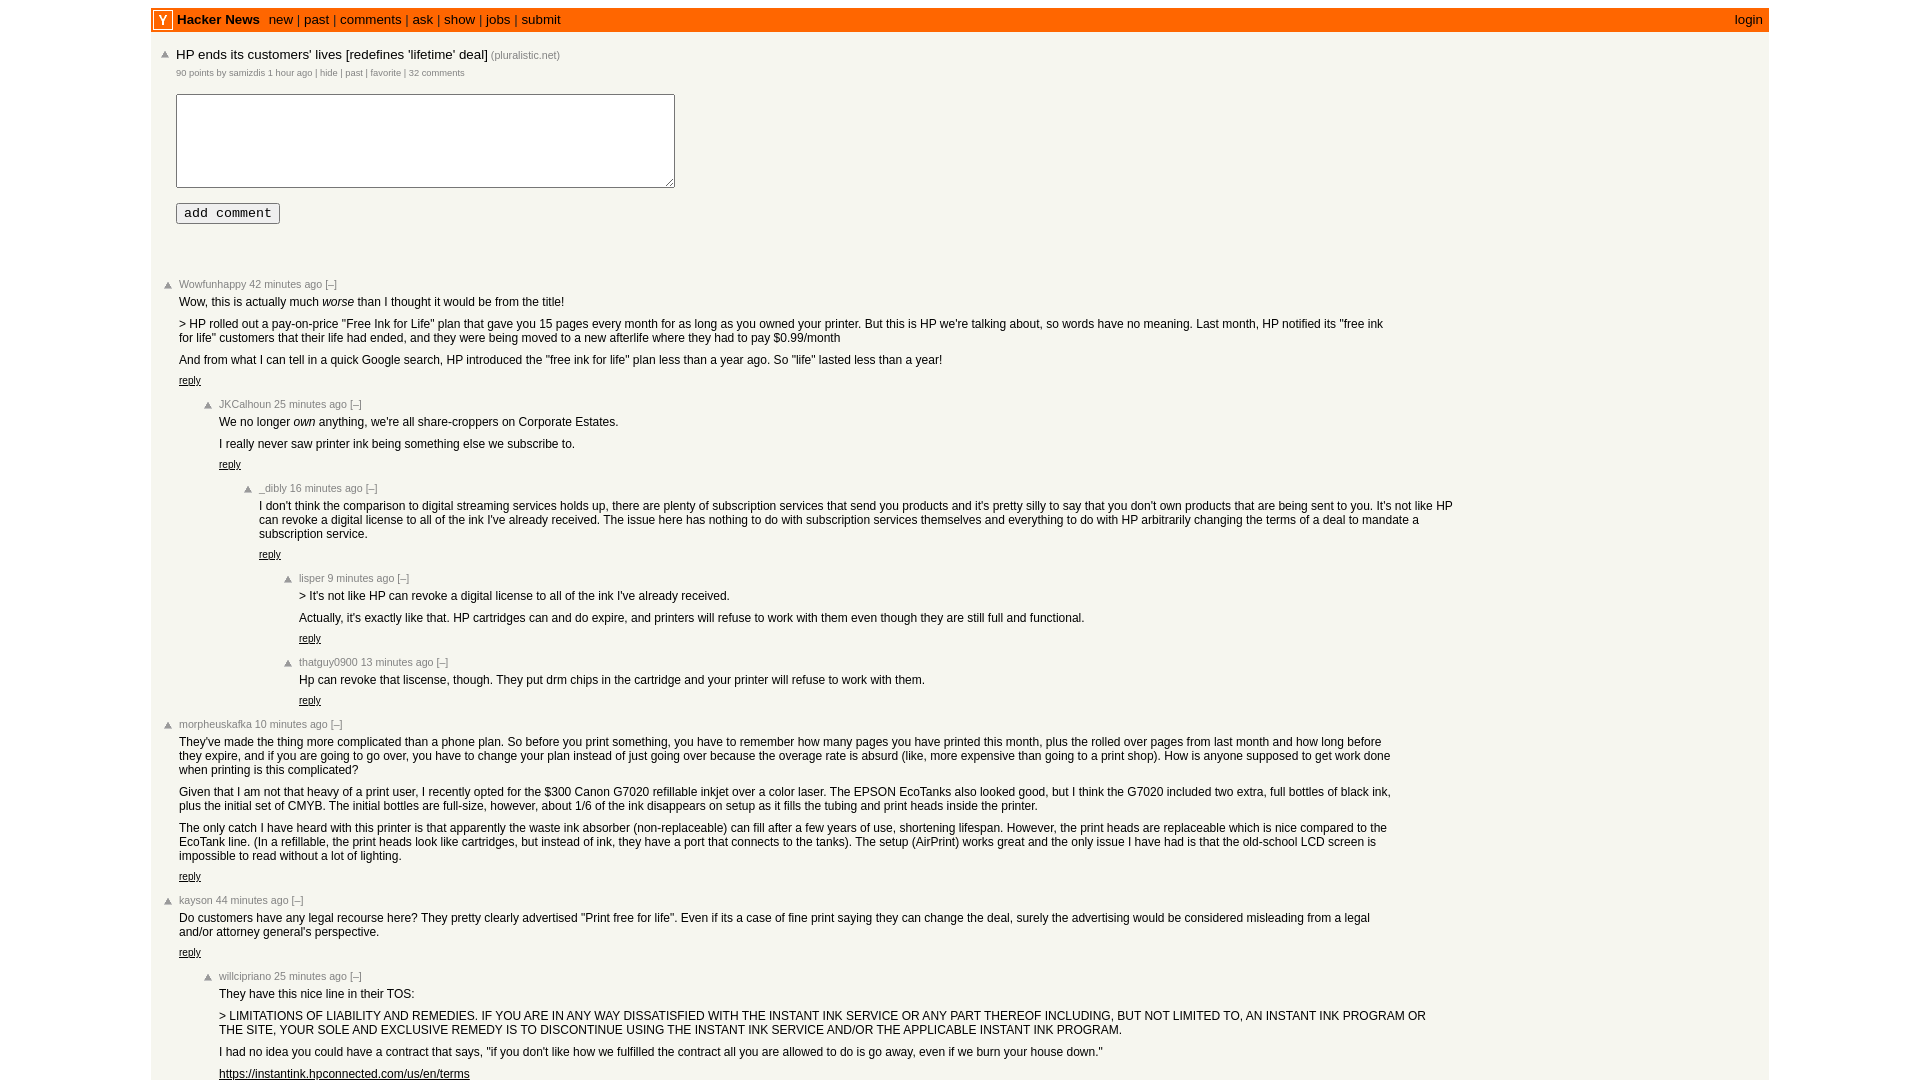 Y Hacker News new | past | comments | ask | show | jobs | submit login
HP ends its customers' lives [redefines 'lifetime' deal] (pluralistic.net)
90 points by samizdis 1 hour ago | hide | past | favorite | 32 comments
add comment
Wowfunhappy 42 minutes ago [–]
Wow, this is actually much worse than I thought it would be from the title!
> HP rolled out a pay-on-price "Free Ink for Life" plan that gave you 15 pages every month for as long as you owned your printer. But this is HP we're talking about, so words have no meaning. Last month, HP notified its "free ink
for life" customers that their life had ended, and they were being moved to a new afterlife where they had to pay $0.99/month
And from what I can tell in a quick Google search, HP introduced the "free ink for life" plan less than a year ago. So "life" lasted less than a year!
reply
JKCalhoun 25 minutes ago [–]
We no longer own anything, we're all share-croppers on Corporate Estates.
I really never saw printer ink being something else we subscribe to.
reply
_dibly 16 minutes ago [–]
I don't think the comparison to digital streaming services holds up, there are plenty of subscription services that send you products and it's pretty silly to say that you don't own products that are being sent to you. It's not like HP
can revoke a digital license to all of the ink I've already received. The issue here has nothing to do with subscription services themselves and everything to do with HP arbitrarily changing the terms of a deal to mandate a
subscription service.
reply
lisper 9 minutes ago [–]
> It's not like HP can revoke a digital license to all of the ink I've already received.
Actually, it's exactly like that. HP cartridges can and do expire, and printers will refuse to work with them even though they are still full and functional.
reply
thatguy0900 13 minutes ago [–]
Hp can revoke that liscense, though. They put drm chips in the cartridge and your printer will refuse to work with them.
reply
morpheuskafka 10 minutes ago [–]
They've made the thing more complicated than a phone plan. So before you print something, you have to remember how many pages you have printed this month, plus the rolled over pages from last month and how long before
they expire, and if you are going to go over, you have to change your plan instead of just going over because the overage rate is absurd (like, more expensive than going to a print shop). How is anyone supposed to get work done
when printing is this complicated?
Given that I am not that heavy of a print user, I recently opted for the $300 Canon G7020 refillable inkjet over a color laser. The EPSON EcoTanks also looked good, but I think the G7020 included two extra, full bottles of black ink,
plus the initial set of CMYB. The initial bottles are full-size, however, about 1/6 of the ink disappears on setup as it fills the tubing and print heads inside the printer.
The only catch I have heard with this printer is that apparently the waste ink absorber (non-replaceable) can fill after a few years of use, shortening lifespan. However, the print heads are replaceable which is nice compared to the
EcoTank line. (In a refillable, the print heads look like cartridges, but instead of ink, they have a port that connects to the tanks). The setup (AirPrint) works great and the only issue I have had is that the old-school LCD screen is
impossible to read without a lot of lighting.
reply
kayson 44 minutes ago [–]
Do customers have any legal recourse here? They pretty clearly advertised "Print free for life". Even if its a case of fine print saying they can change the deal, surely the advertising would be considered misleading from a legal
and/or attorney general's perspective.
reply
willcipriano 25 minutes ago [–]
They have this nice line in their TOS:
> LIMITATIONS OF LIABILITY AND REMEDIES. IF YOU ARE IN ANY WAY DISSATISFIED WITH THE INSTANT INK SERVICE OR ANY PART THEREOF INCLUDING, BUT NOT LIMITED TO, AN INSTANT INK PROGRAM OR
THE SITE, YOUR SOLE AND EXCLUSIVE REMEDY IS TO DISCONTINUE USING THE INSTANT INK SERVICE AND/OR THE APPLICABLE INSTANT INK PROGRAM.
I had no idea you could have a contract that says, "if you don't like how we fulfilled the contract all you are allowed to do is go away, even if we burn your house down."
https://instantink.hpconnected.com/us/en/terms